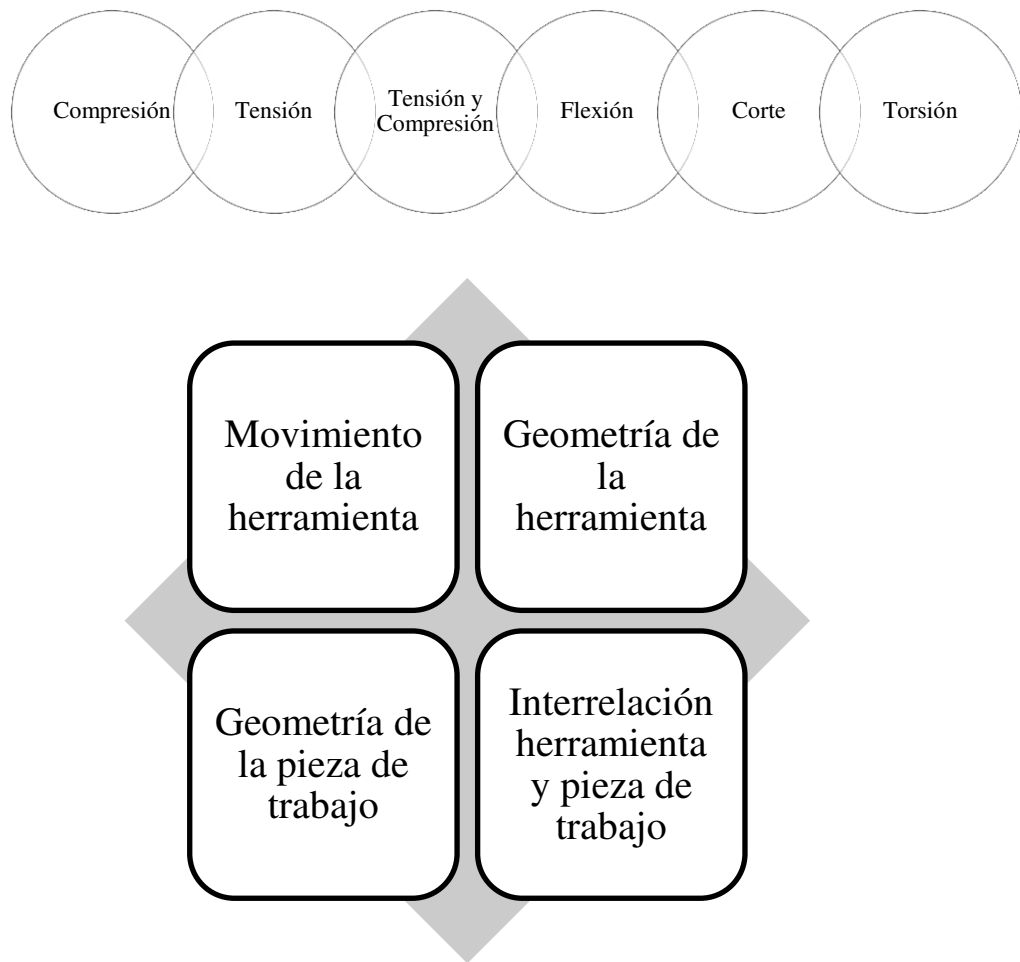 Compresión
Tensión
Tensión y
Compresión
Flexión
Corte
Torsión
Movimiento
de la
herramienta
Geometría de
la
herramienta
Geometría de
la pieza de
trabajo
Interrelación
herramienta
y pieza de
trabajo